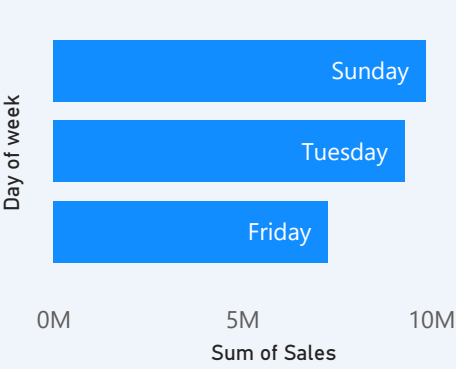 Day of week
Sunday
Tuesday
Friday
0M 5M 10M
Sum of Sales